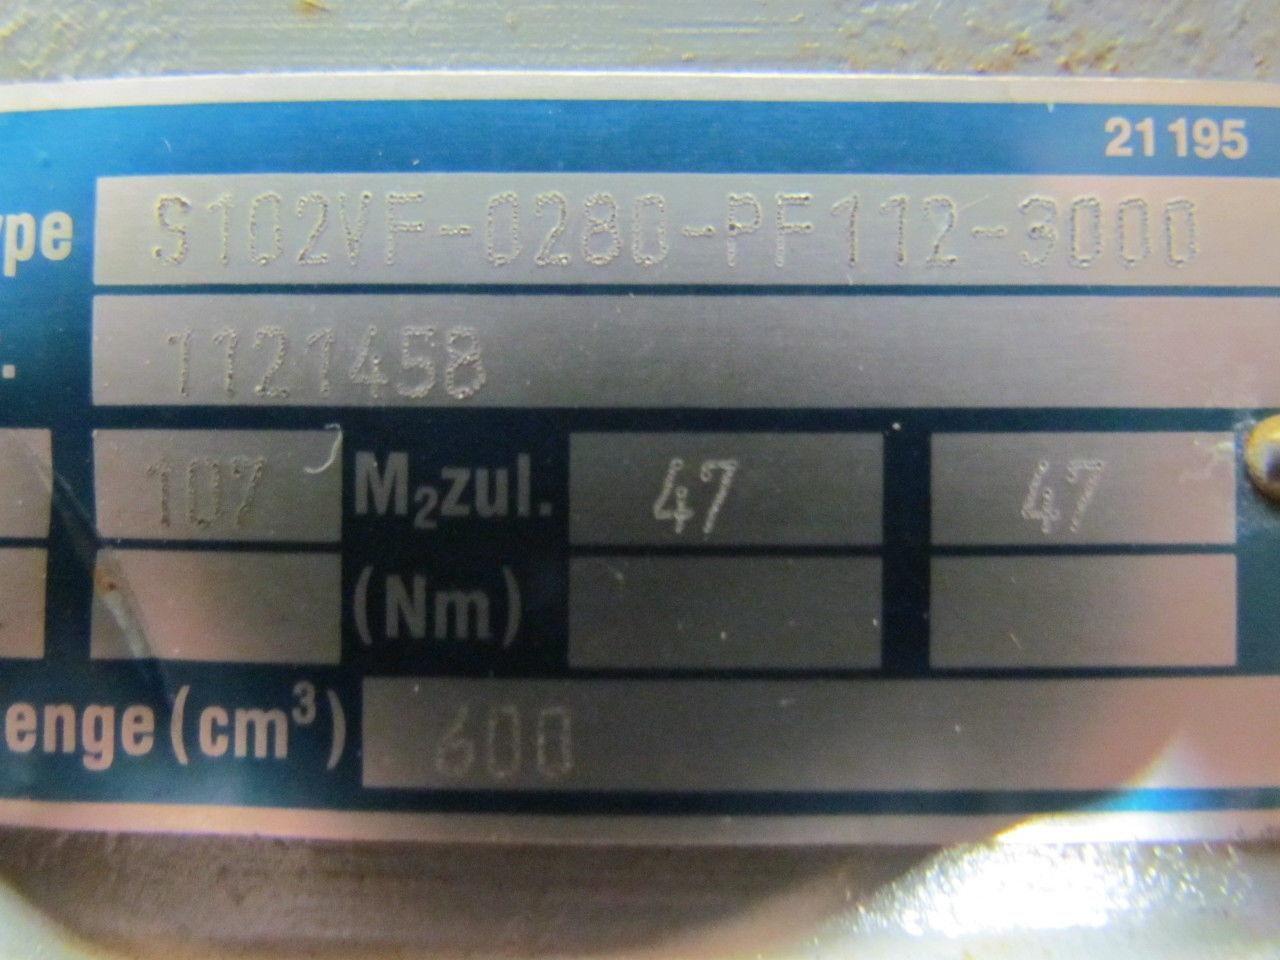 21 195
ype S102VF-0280-PF112-3000
. 1121458
107 M₂zul. 47 47
(Nm)
enge (cm³) 600